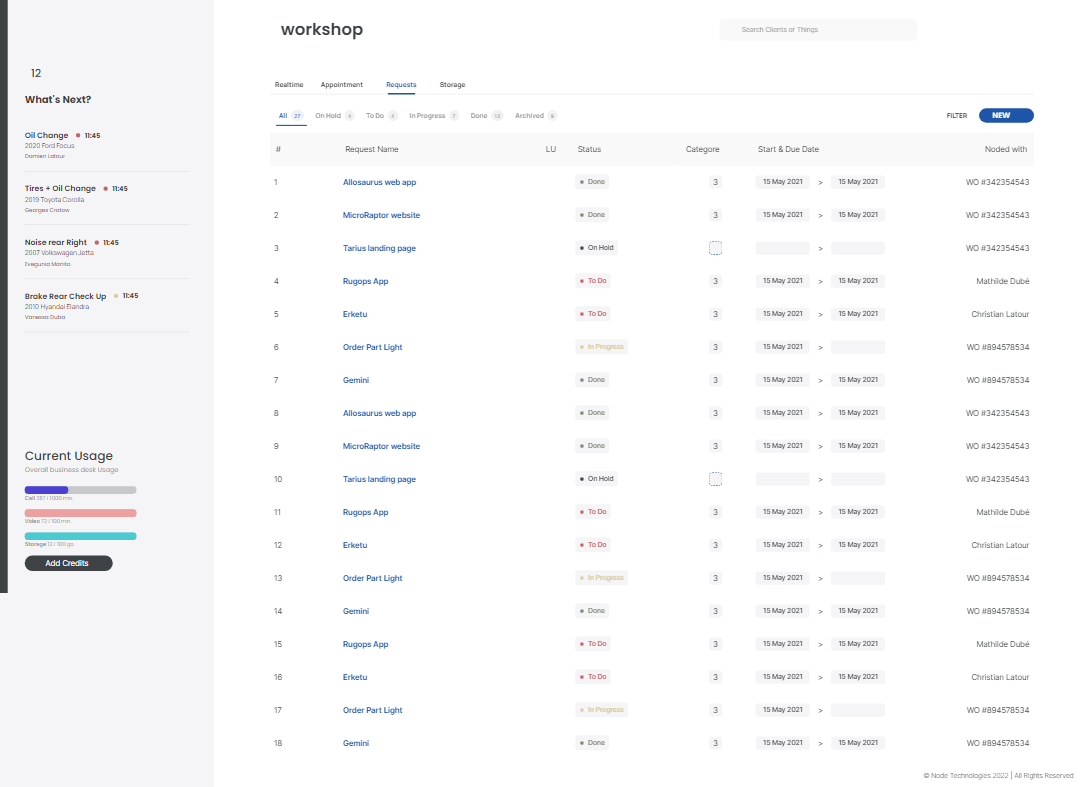 workshop
Search Clients or Things
12
What's Next?
Oil Change 11:45
2020 Ford Focus
Damien Latour
Tires + Oil Change 11:45
2019 Toyota Corolla
Georges Cratow
Noise rear Right 11:45
2007 Volkswagen Jetta
Evegunia Manita
Brake Rear Check Up 11:45
2010 Hyandai Elandra
Vanessa Duba
Current Usage
Overall business desk Usage
Call 397 / 1000 min.
Video 72 / 100 min.
Storage 12 / 100 go.
Add Credits
Realtime Appointment Requests Storage
All 27 On Hold To Do In Progress 7 Done 12 Archived
FILTER NEW
# Request Name LU Status Categore Start & Due Date Noded with
1 Allosaurus web app Done 3 15 May 2021 > 15 May 2021 WO #342354543
2 MicroRaptor website Done 3 15 May 2021 > 15 May 2021 WO #342354543
3 Tarius landing page On Hold > WO #342354543
4 Rugops App To Do 3 15 May 2021 > 15 May 2021 Mathilde Dubé
5 Erketu To Do 3 15 May 2021 > 15 May 2021 Christian Latour
6 Order Part Light In Progress 3 15 May 2021 > WO #894578534
7 Gemini Done 3 15 May 2021 > 15 May 2021 WO #894578534
8 Allosaurus web app Done 3 15 May 2021 > 15 May 2021 WO #342354543
9 MicroRaptor website Done 3 15 May 2021 > 15 May 2021 WO #342354543
10 Tarius landing page On Hold > WO #342354543
11 Rugops App To Do 3 15 May 2021 > 15 May 2021 Mathilde Dubé
12 Erketu To Do 3 15 May 2021 > 15 May 2021 Christian Latour
13 Order Part Light In Progress 3 15 May 2021 > WO #894578534
14 Gemini Done 3 15 May 2021 > 15 May 2021 WO #894578534
15 Rugops App To Do 3 15 May 2021 > 15 May 2021 Mathilde Dubé
16 Erketu To Do 3 15 May 2021 > 15 May 2021 Christian Latour
17 Order Part Light In Progress 3 15 May 2021 > WO #894578534
18 Gemini Done 3 15 May 2021 > 15 May 2021 WO #894578534
© Node Technologies 2022 | All Rights Reserved